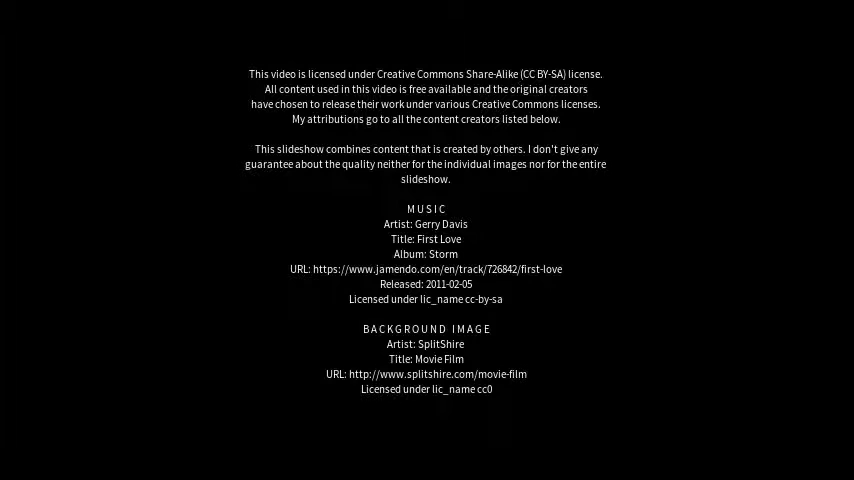 This video is licensed under Creative Commons Share-Alike (CC BY-SA) license.
All content used in this video is free available and the original creators
have chosen to release their work under various Creative Commons licenses.
My attributions go to all the content creators listed below.
This slideshow combines content that is created by others. I don't give any
guarantee about the quality neither for the individual images nor for the entire
slideshow.
MUSIC
Artist: Gerry Davis
Title: First Love
Album: Storm
URL: https://www.jamendo.com/en/track/726842/first-love
Released: 2011-02-05
Licensed under lic_name cc-by-sa
BACKGROUND IMAGE
Artist: SplitShire
Title: Movie Film
URL: http://www.splitshire.com/movie-film
Licensed under lic_name cc0